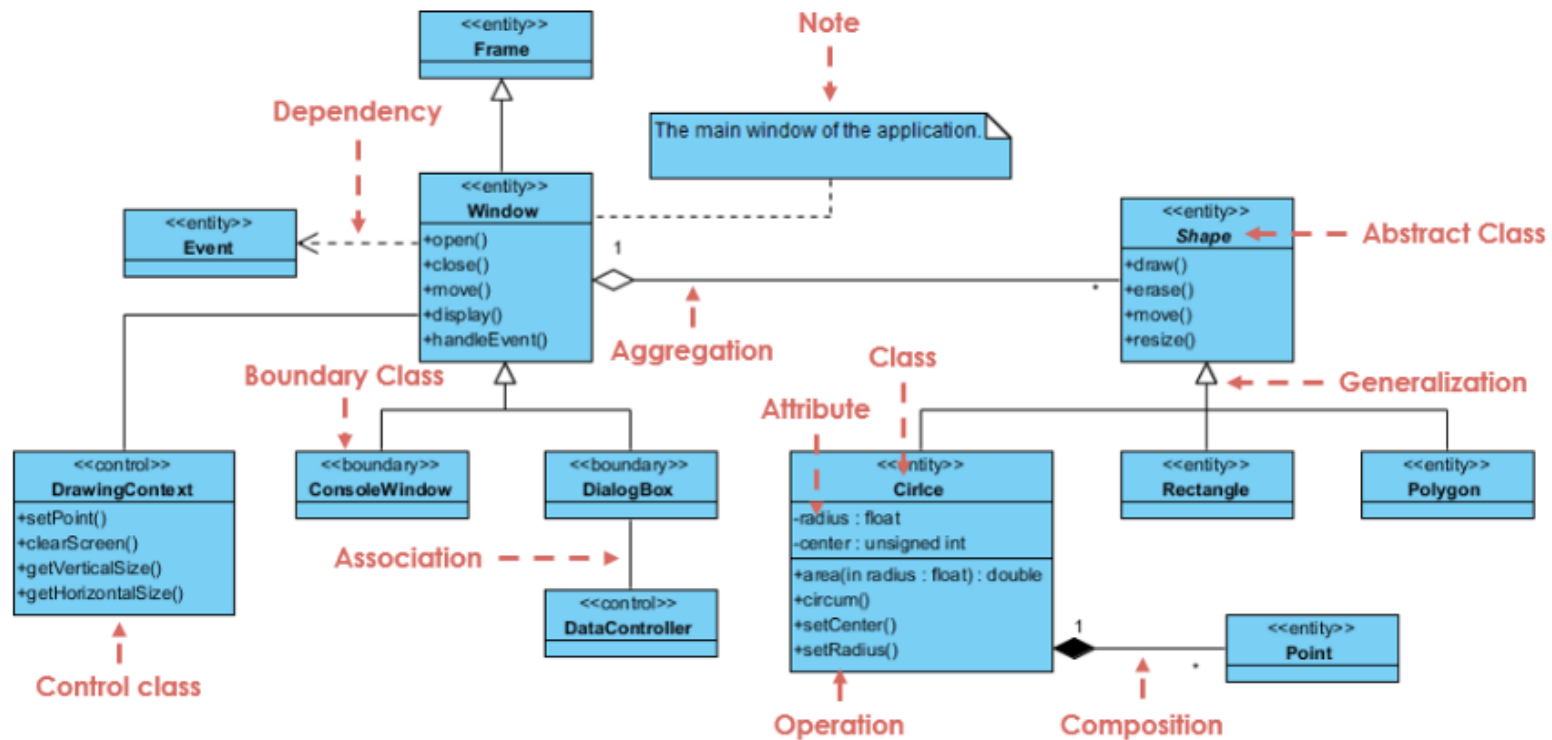 <<entity>>
Frame
Note
Dependency
The main window of the application.
<<entity>>
Window
+open()
+close()
+move()
+display()
+handleEvent()
<<entity>>
Event
1
*
<<entity>>
Shape
+draw()
+erase()
+move()
+resize()
Abstract Class
Aggregation
Boundary Class
Class
Attribute
Generalization
<<control>>
DrawingContext
+setPoint()
+clearScreen()
+getVerticalSize()
+getHorizontalSize()
<<boundary>>
ConsoleWindow
<<boundary>>
DialogBox
<<entity>>
Cirlce
-radius : float
-center : unsigned int
+area(in radius : float) : double
+circum()
+setCenter()
+setRadius()
<<entity>>
Rectangle
<<entity>>
Polygon
Association
<<control>>
DataController
1
*
<<entity>>
Point
Control class
Operation
Composition